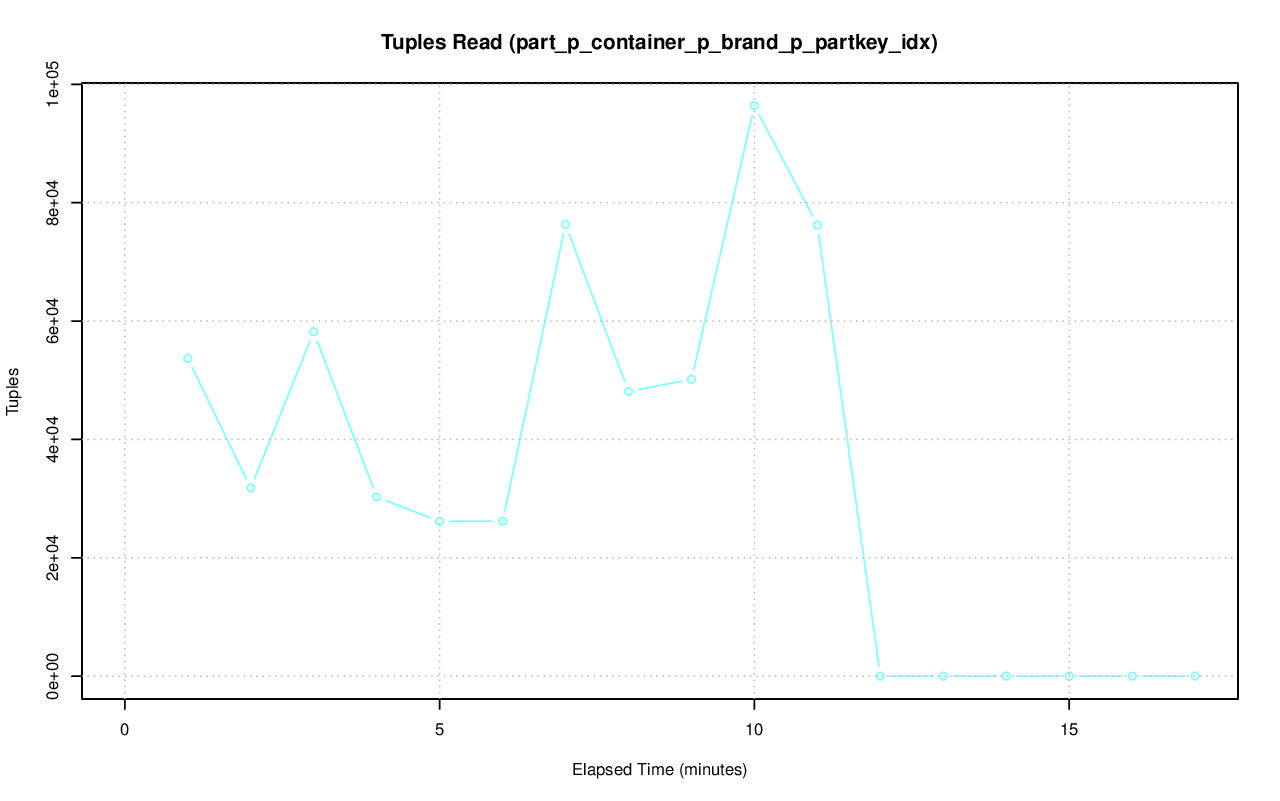 Tuples Read (part_p_container_p_brand_p_partkey_idx)
1e+05
8e+04
6e+04
4e+04
2e+04
0e+00
Tuples
0 5 10 15
Elapsed Time (minutes)